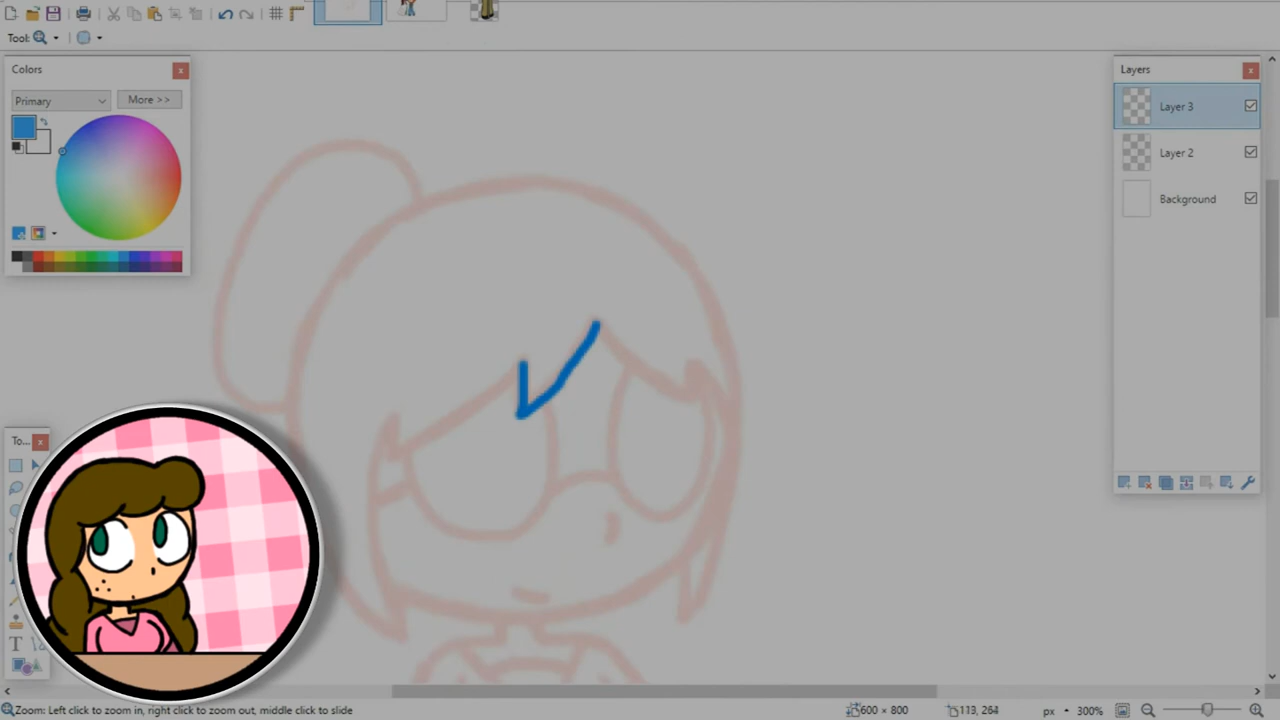 Tool:
Colors
Primary
More >>
Layers
Layer 3
Layer 2
Background
To...
T
Zoom: Left click to zoom in, right click to zoom out, middle click to slide
600 × 800
113, 264
px
300%